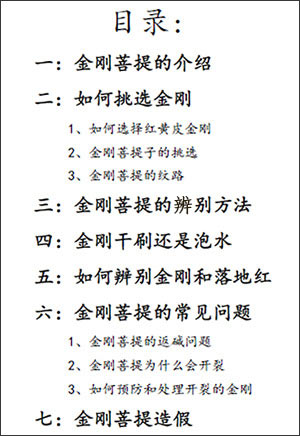 目录：
一：金刚菩提的介绍
二：如何挑选金刚
1、如何选择红黄皮金刚
2、金刚菩提子的挑选
3、金刚菩提的纹路
三：金刚菩提的辨别方法
四：金刚干刷还是泡水
五：如何辨别金刚和落地红
六：金刚菩提的常见问题
1、金刚菩提的返碱问题
2、金刚菩提为什么会开裂
3、如何预防和处理开裂的金刚
七：金刚菩提造假